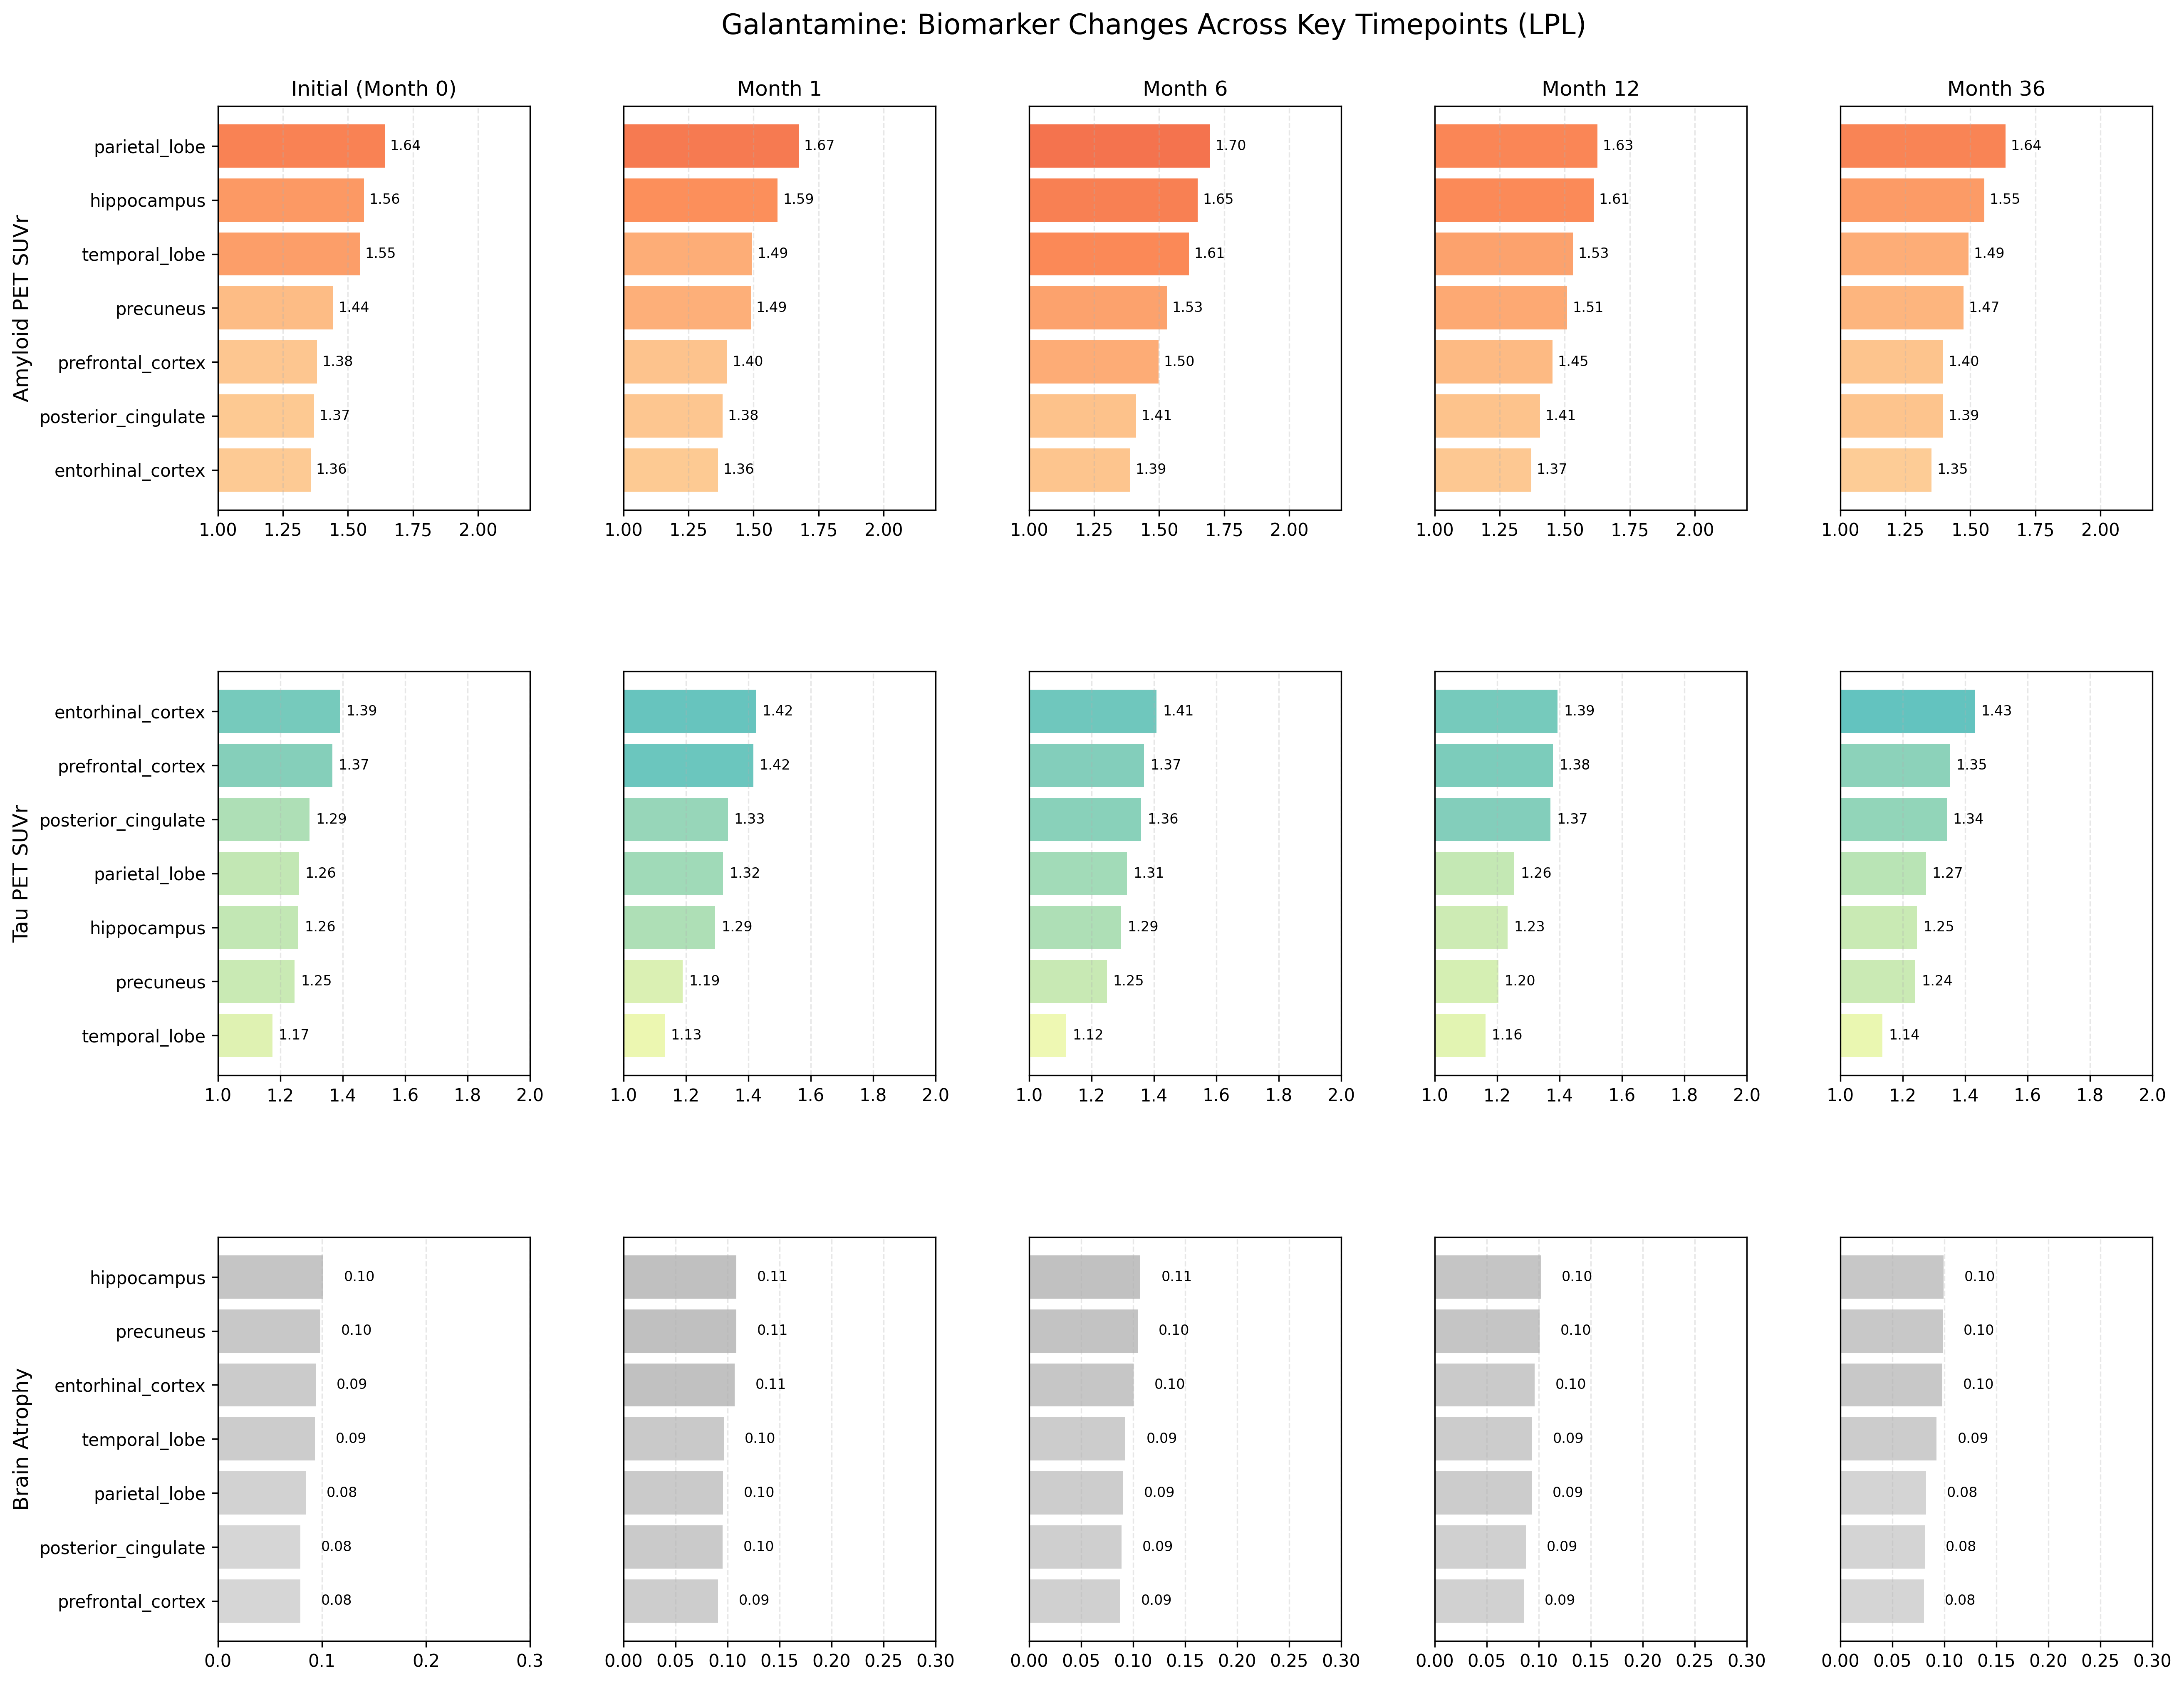 Galantamine: Biomarker Changes Across Key Timepoints (LPL)
Initial (Month 0)
Month 1
Month 6
Month 12
Month 36
Amyloid PET SUVr
parietal_lobe 1.64 1.67 1.70 1.63 1.64
hippocampus 1.56 1.59 1.65 1.61 1.55
temporal_lobe 1.55 1.49 1.61 1.53 1.49
precuneus 1.44 1.49 1.53 1.51 1.47
prefrontal_cortex 1.38 1.40 1.50 1.45 1.40
posterior_cingulate 1.37 1.38 1.41 1.41 1.39
entorhinal_cortex 1.36 1.36 1.39 1.37 1.35
1.00 1.25 1.50 1.75 2.00
1.00 1.25 1.50 1.75 2.00
1.00 1.25 1.50 1.75 2.00
1.00 1.25 1.50 1.75 2.00
1.00 1.25 1.50 1.75 2.00
Tau PET SUVr
entorhinal_cortex 1.39 1.42 1.41 1.39 1.43
prefrontal_cortex 1.37 1.42 1.37 1.38 1.35
posterior_cingulate 1.29 1.33 1.36 1.37 1.34
parietal_lobe 1.26 1.32 1.31 1.26 1.27
hippocampus 1.26 1.29 1.29 1.23 1.25
precuneus 1.25 1.19 1.25 1.20 1.24
temporal_lobe 1.17 1.13 1.12 1.16 1.14
1.0 1.2 1.4 1.6 1.8 2.0
1.0 1.2 1.4 1.6 1.8 2.0
1.0 1.2 1.4 1.6 1.8 2.0
1.0 1.2 1.4 1.6 1.8 2.0
1.0 1.2 1.4 1.6 1.8 2.0
Brain Atrophy
hippocampus 0.10 0.11 0.11 0.10 0.10
precuneus 0.10 0.11 0.10 0.10 0.10
entorhinal_cortex 0.09 0.11 0.10 0.10 0.10
temporal_lobe 0.09 0.10 0.09 0.09 0.09
parietal_lobe 0.08 0.10 0.09 0.09 0.08
posterior_cingulate 0.08 0.10 0.09 0.09 0.08
prefrontal_cortex 0.08 0.09 0.09 0.09 0.08
0.0 0.1 0.2 0.3
0.00 0.05 0.10 0.15 0.20 0.25 0.30
0.00 0.05 0.10 0.15 0.20 0.25 0.30
0.00 0.05 0.10 0.15 0.20 0.25 0.30
0.00 0.05 0.10 0.15 0.20 0.25 0.30